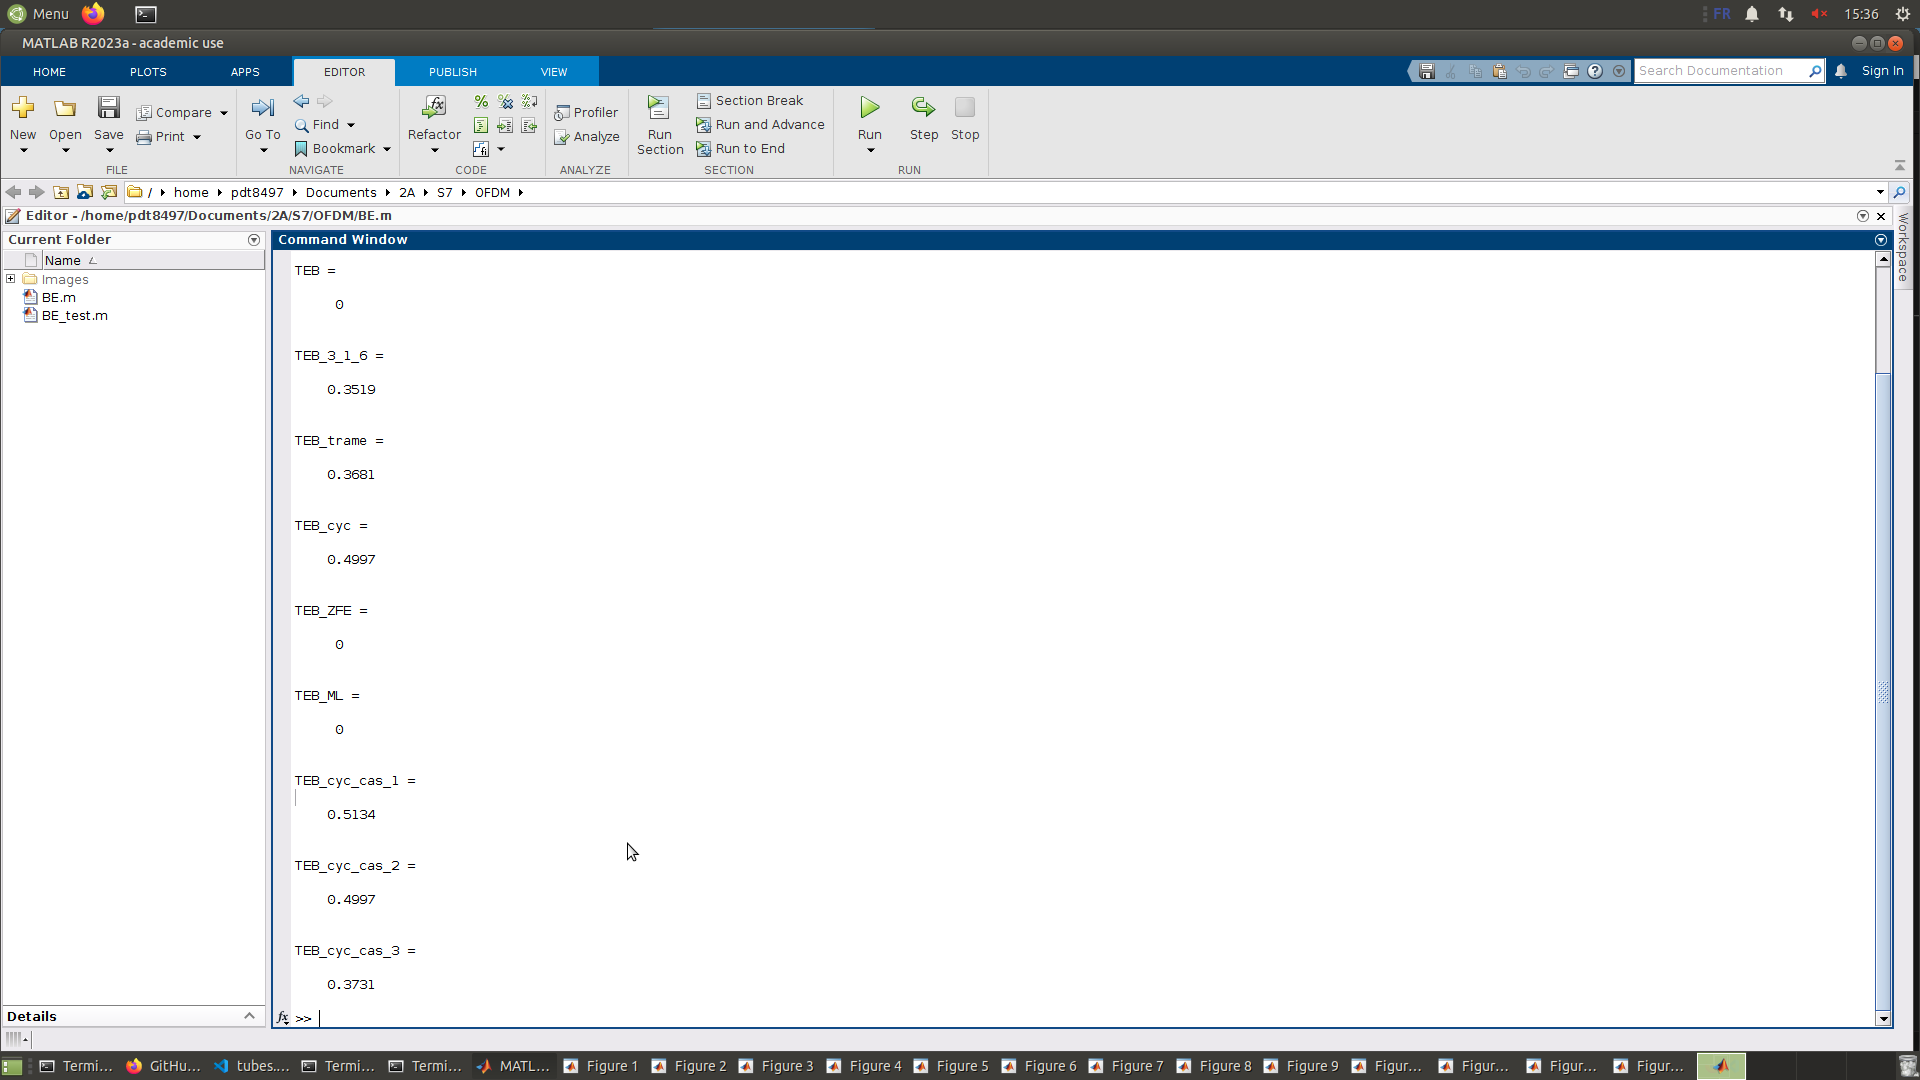 Menu
FR
15:36
MATLAB R2023a - academic use
HOME PLOTS APPS EDITOR PUBLISH VIEW
Search Documentation
Sign In
New
Open
Save
Compare
Print
FILE
Go To
Find
Bookmark
NAVIGATE
Refactor
CODE
Profiler
Analyze
ANALYZE
Run Section
Section Break
Run and Advance
Run to End
SECTION
Run
Step
Stop
RUN
/ home pdt8497 Documents 2A S7 OFDM
Editor - /home/pdt8497/Documents/2A/S7/OFDM/BE.m
Current Folder
Name
Images
BE.m
BE_test.m
Details
Workspace
Command Window
TEB =
0
TEB_3_1_6 =
0.3519
TEB_trame =
0.3681
TEB_cyc =
0.4997
TEB_ZFE =
0
TEB_ML =
0
TEB_cyc_cas_1 =
0.5134
TEB_cyc_cas_2 =
0.4997
TEB_cyc_cas_3 =
0.3731
fx >>
Termi... GitHu... tubes.... Termi... Termi... MATL... Figure 1 Figure 2 Figure 3 Figure 4 Figure 5 Figure 6 Figure 7 Figure 8 Figure 9 Figur... Figur... Figur... Figur...